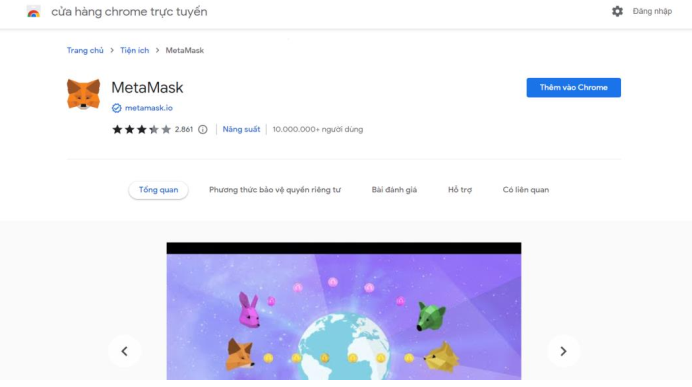 cửa hàng chrome trực tuyến
Đăng nhập
Trang chủ > Tiện ích > MetaMask
MetaMask
Thêm vào Chrome
metamask.io
2.861 Năng suất 10.000.000+ người dùng
Tổng quan Phương thức bảo vệ quyền riêng tư Bài đánh giá Hỗ trợ Có liên quan